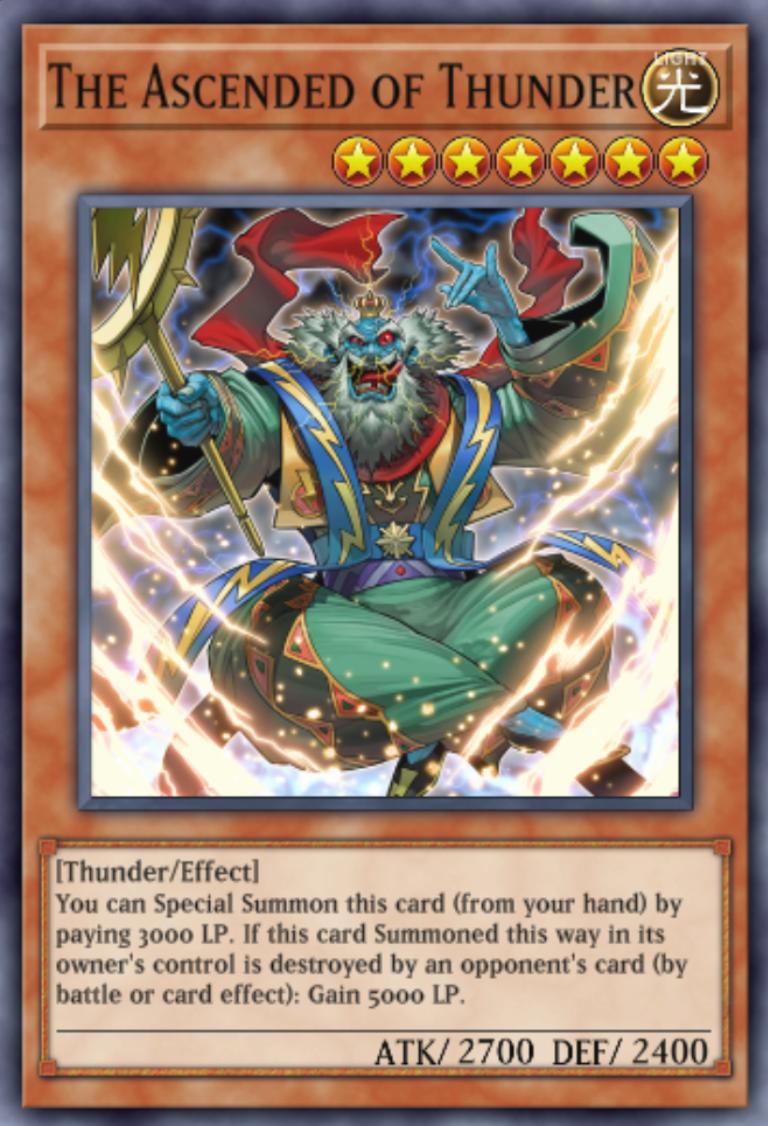 The Ascended of Thunder
LIGHT
光
[Thunder/Effect]
You can Special Summon this card (from your hand) by
paying 3000 LP. If this card Summoned this way in its
owner's control is destroyed by an opponent's card (by
battle or card effect): Gain 5000 LP.
ATK/ 2700 DEF/ 2400